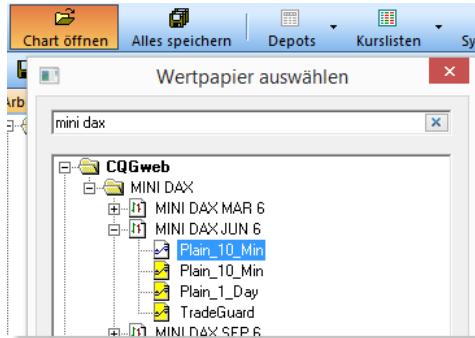 Chart öffnen Alles speichern Depots Kurslisten Sy
Wertpapier auswählen
Arb
mini dax
CQGweb
MINI DAX
MINI DAX MAR 6
MINI DAX JUN 6
Plain_10_Min
Plain_10_Min
Plain_1_Day
TradeGuard
MINI DAX SEP 6